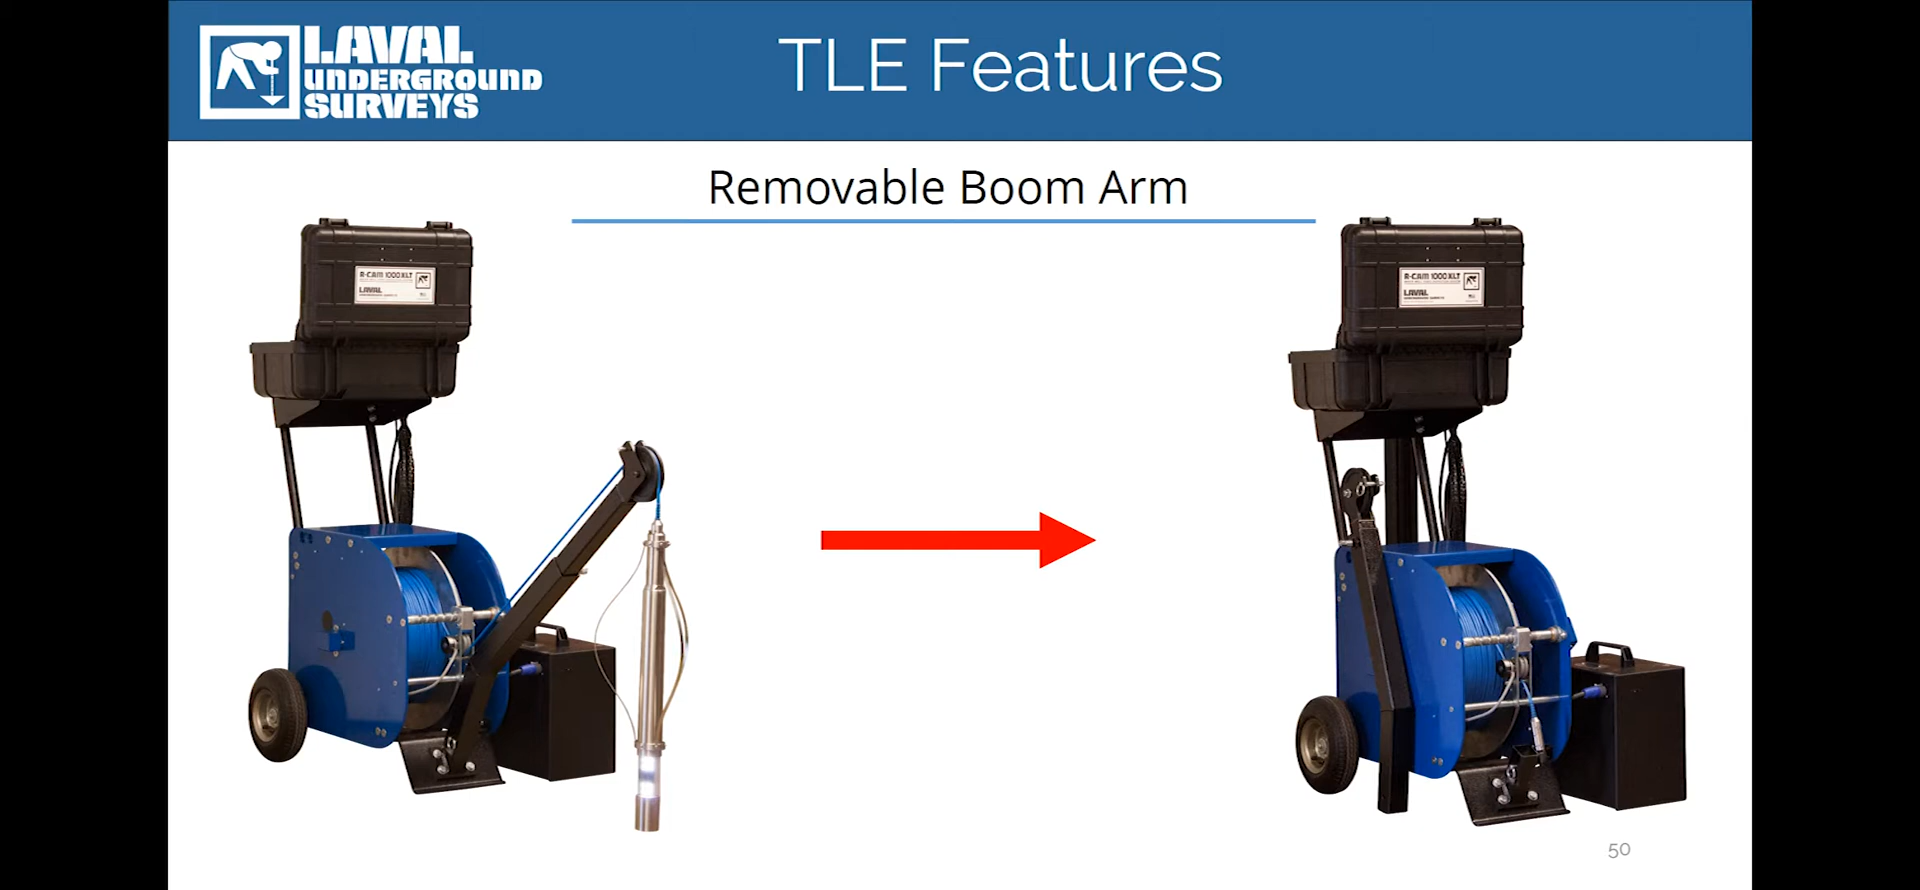 LAVAL
UNDERGROUND
SURVEYS
TLE Features
Removable Boom Arm
R-CAM 1000 XLT
LAVAL
R-CAM 1000 XLT
LAVAL
50